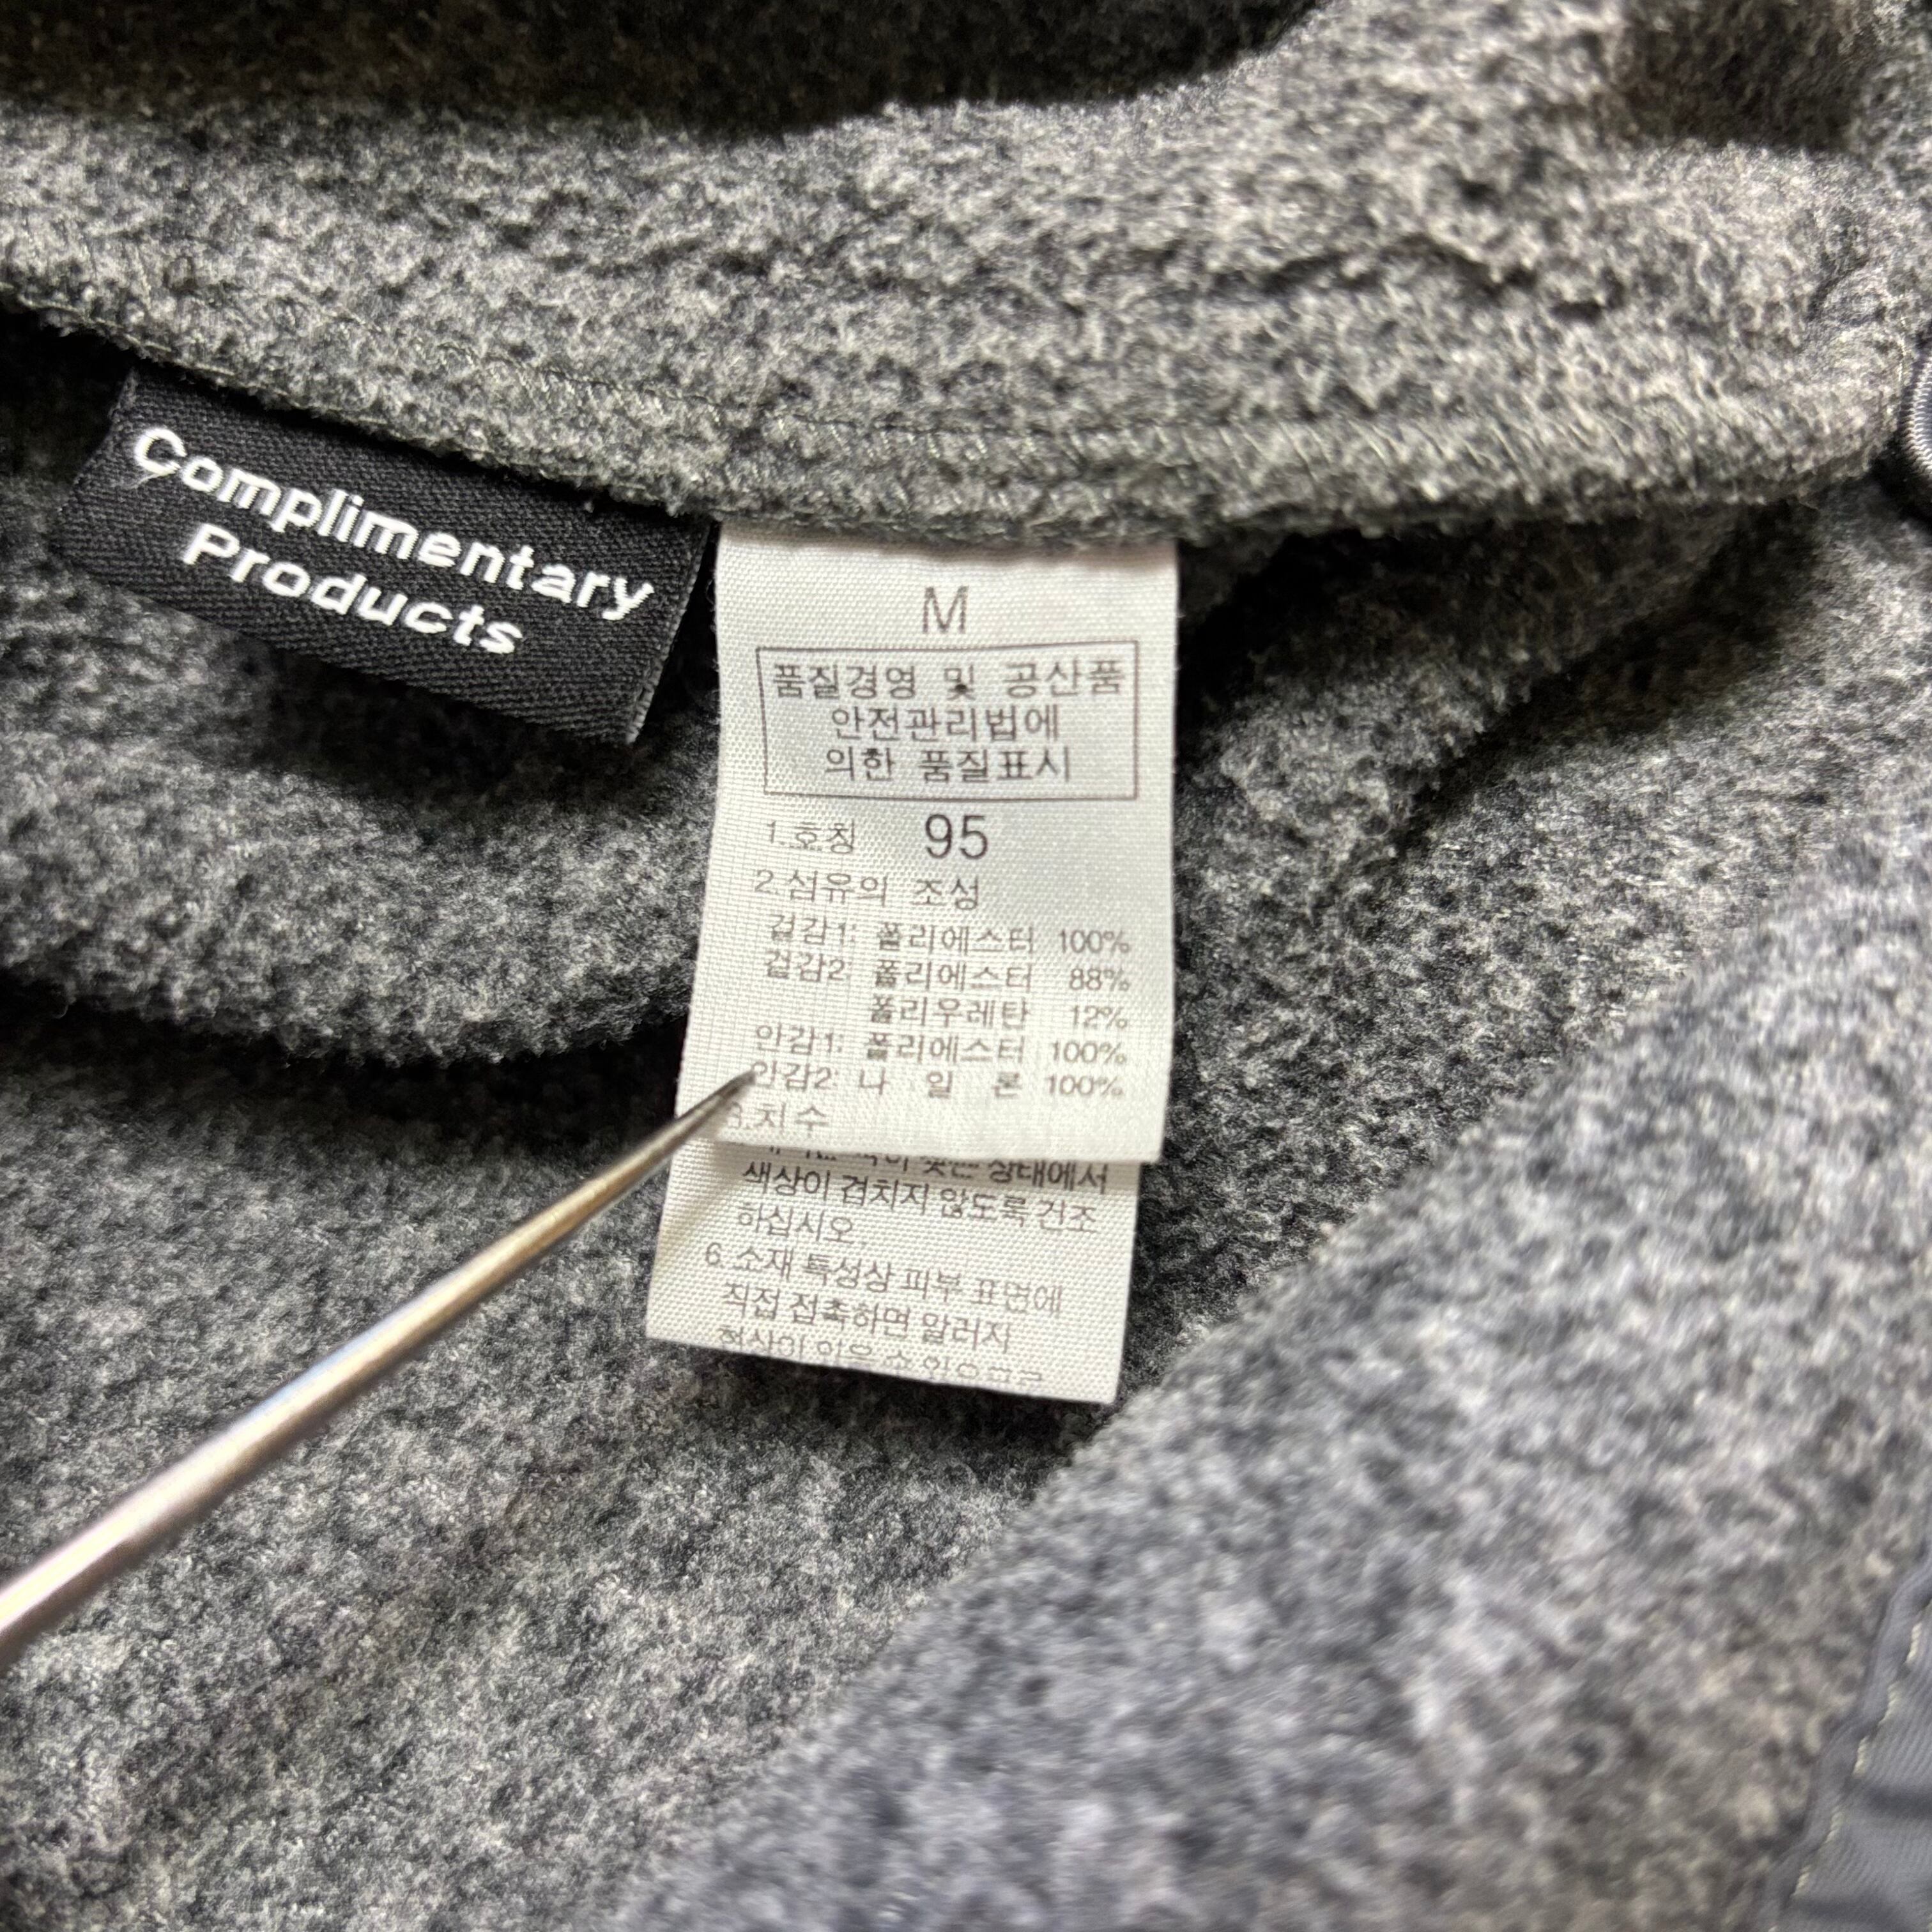 Complimentary
Products
M
품질경영 및 공산품
안전관리법에
의한 품질표시
1.호칭 95
2.섬유의 조성
겉감1: 폴리에스터 100%
겉감2: 폴리에스터 88%
폴리우레탄 12%
안감1: 폴리에스터 100%
안감2: 나 일 론 100%
3.치수
상태에서
색상이 겹치지 않도록 건조
하십시오.
6.소재 특성상 피부 표면에
직접 접촉하면 알러지